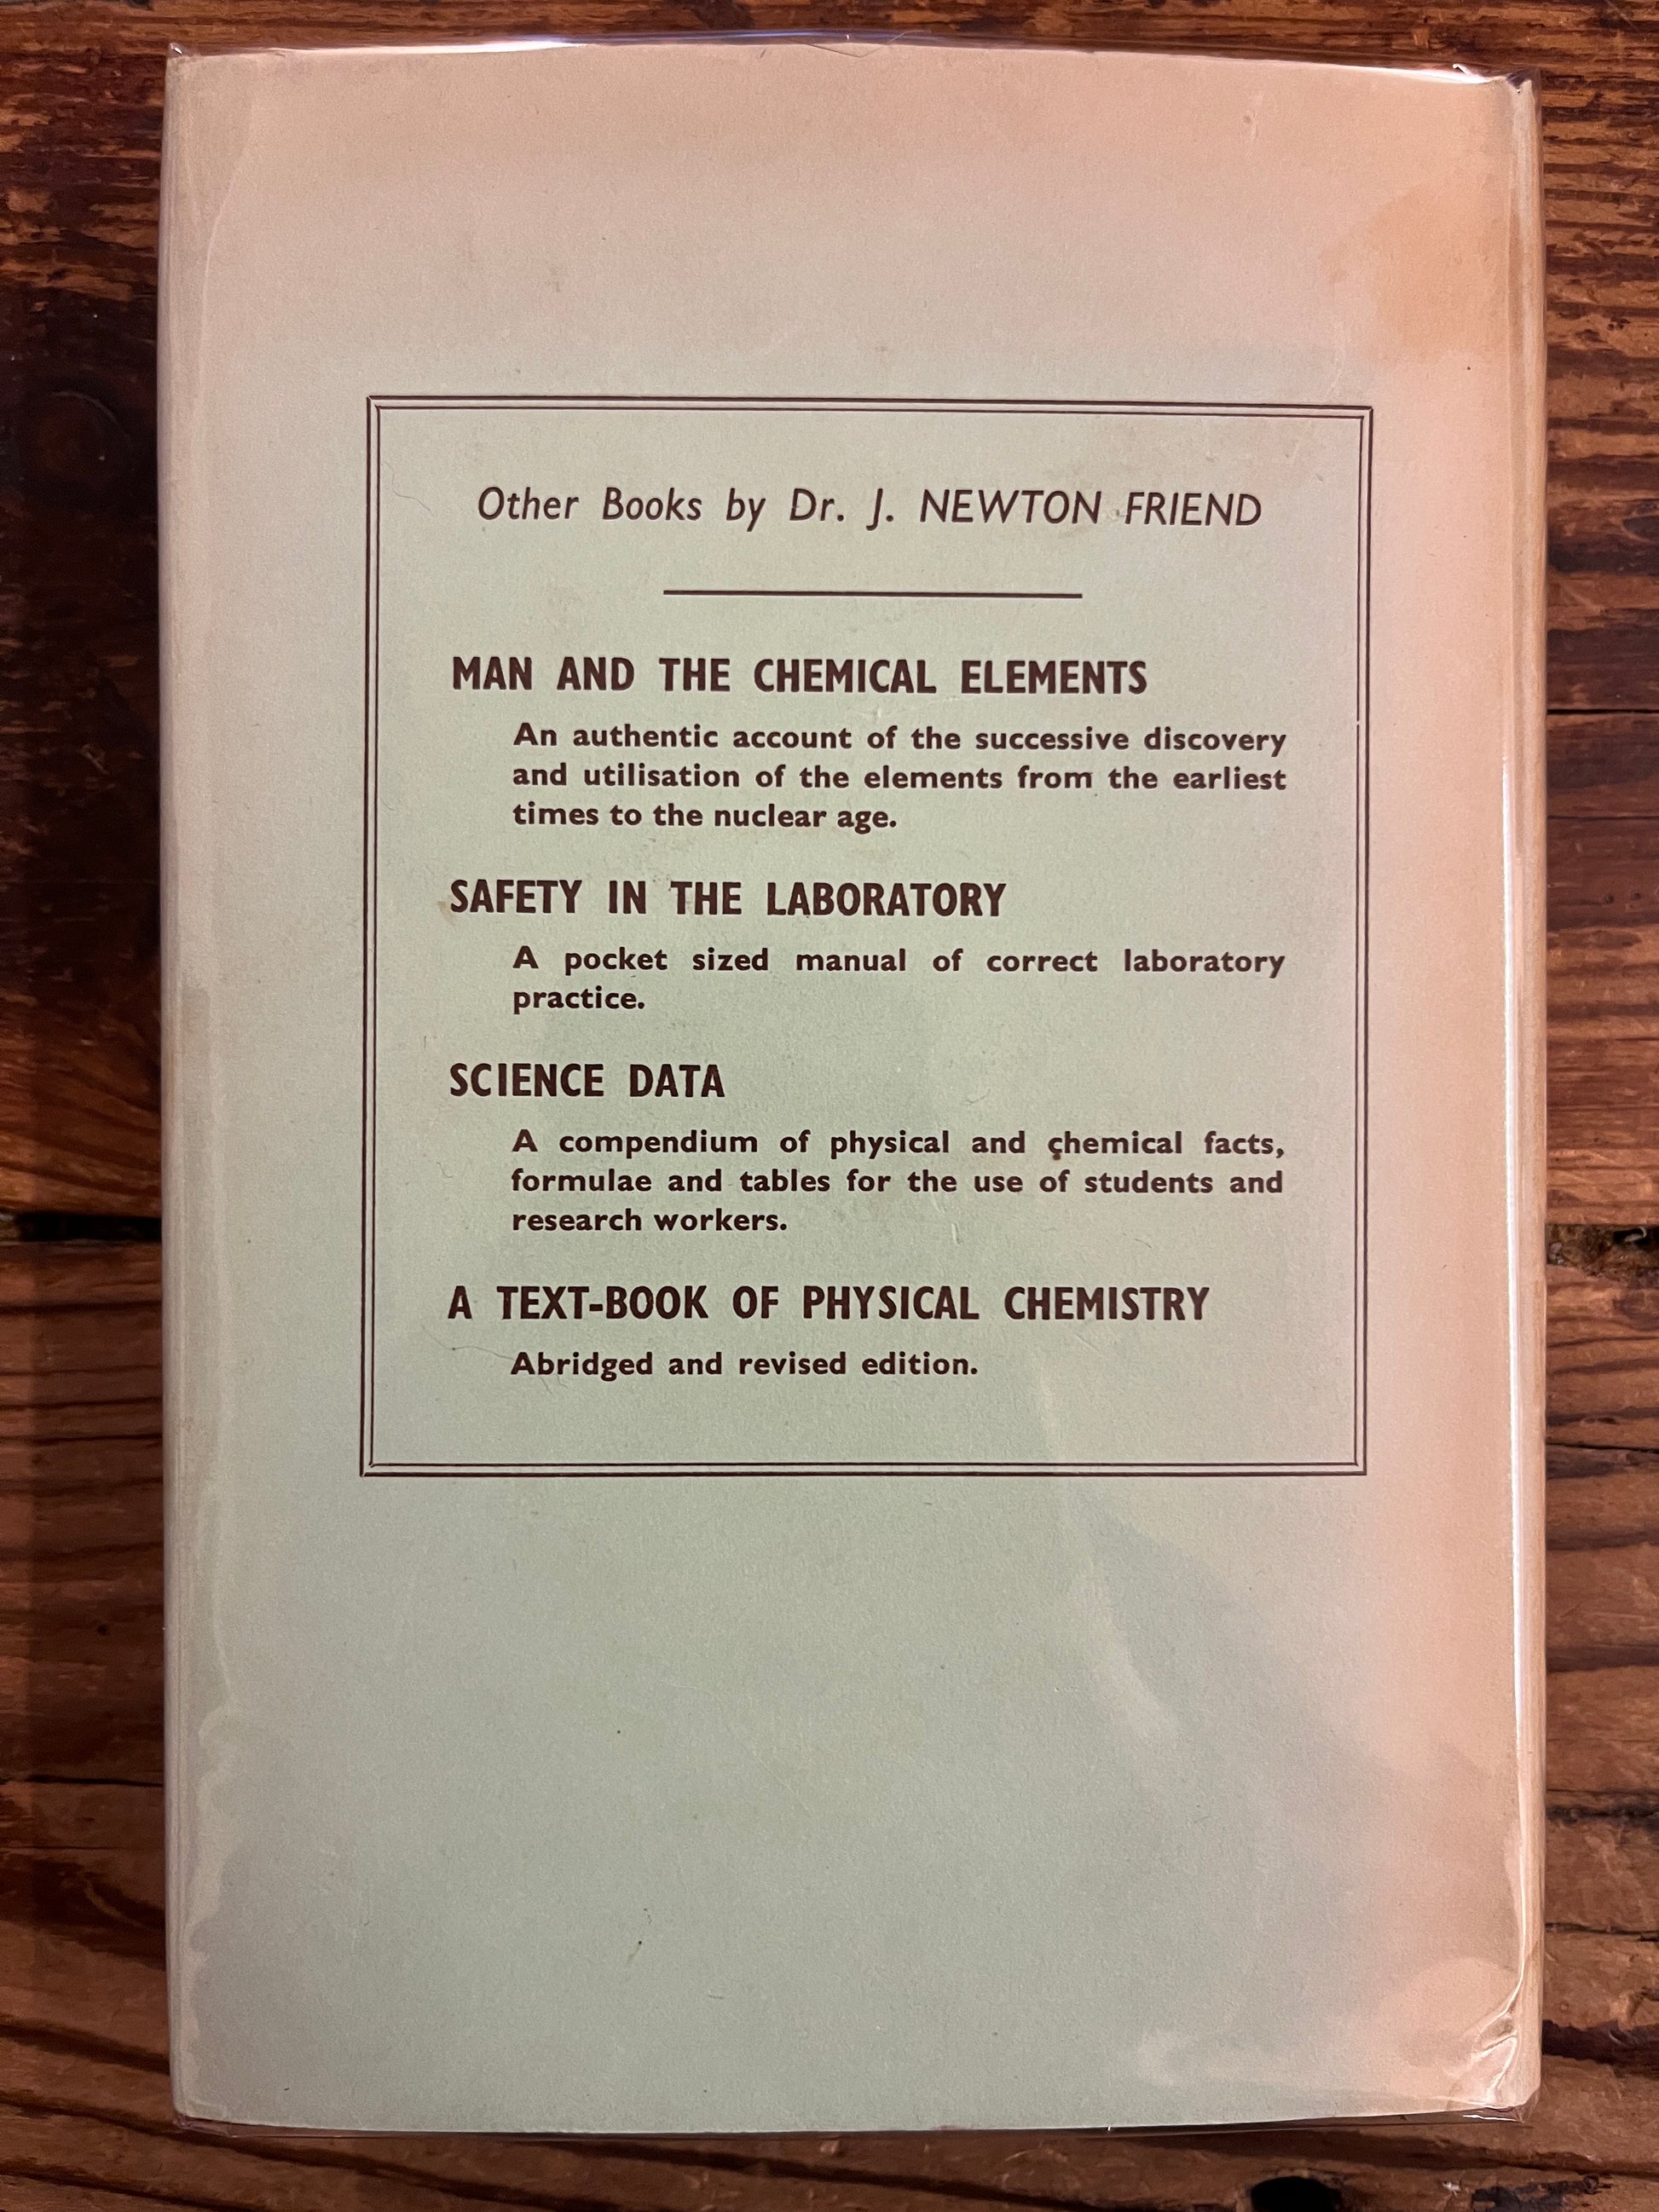 Other Books by Dr. J. NEWTON FRIEND
MAN AND THE CHEMICAL ELEMENTS
An authentic account of the successive discovery
and utilisation of the elements from the earliest
times to the nuclear age.
SAFETY IN THE LABORATORY
A pocket sized manual of correct laboratory
practice.
SCIENCE DATA
A compendium of physical and chemical facts,
formulae and tables for the use of students and
research workers.
A TEXT-BOOK OF PHYSICAL CHEMISTRY
Abridged and revised edition.